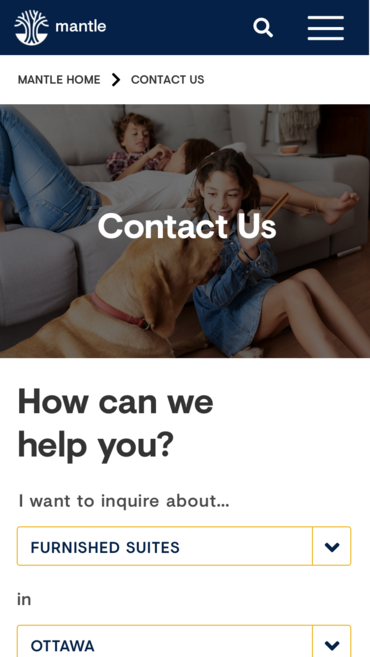 mantle
MANTLE HOME
CONTACT US
Contact Us
How can we
help you?
I want to inquire about...
FURNISHED SUITES
in
OTTAWA